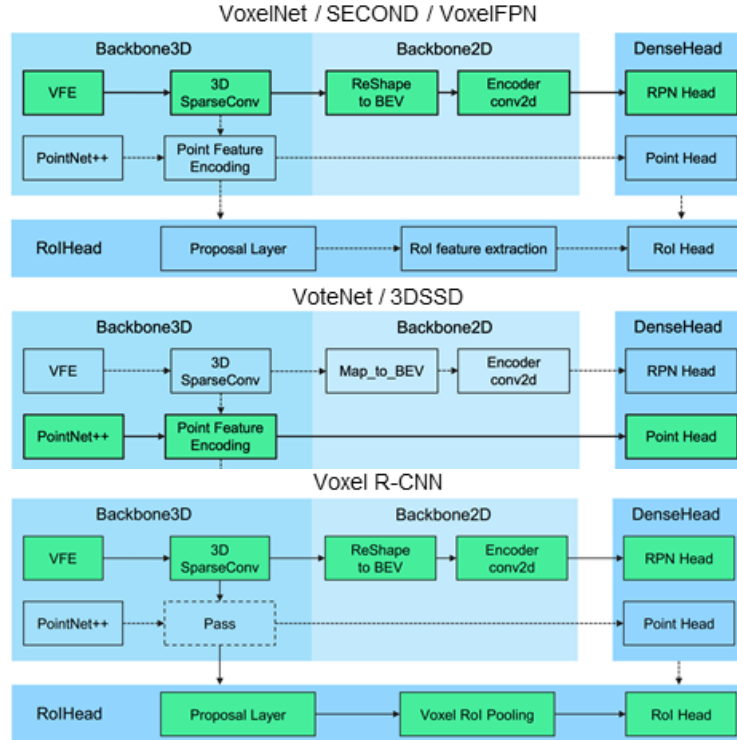 VoxelNet / SECOND / VoxelFPN
Backbone3D
Backbone2D
DenseHead
VFE
3D
SparseConv
ReShape
to BEV
Encoder
conv2d
RPN Head
PointNet++
Point Feature
Encoding
Point Head
RoIHead
Proposal Layer
RoI feature extraction
RoI Head
VoteNet / 3DSSD
Backbone3D
Backbone2D
DenseHead
VFE
3D
SparseConv
Map_to_BEV
Encoder
conv2d
RPN Head
PointNet++
Point Feature
Encoding
Point Head
Voxel R-CNN
Backbone3D
Backbone2D
DenseHead
VFE
3D
SparseConv
ReShape
to BEV
Encoder
conv2d
RPN Head
PointNet++
Pass
Point Head
RoIHead
Proposal Layer
Voxel RoI Pooling
RoI Head